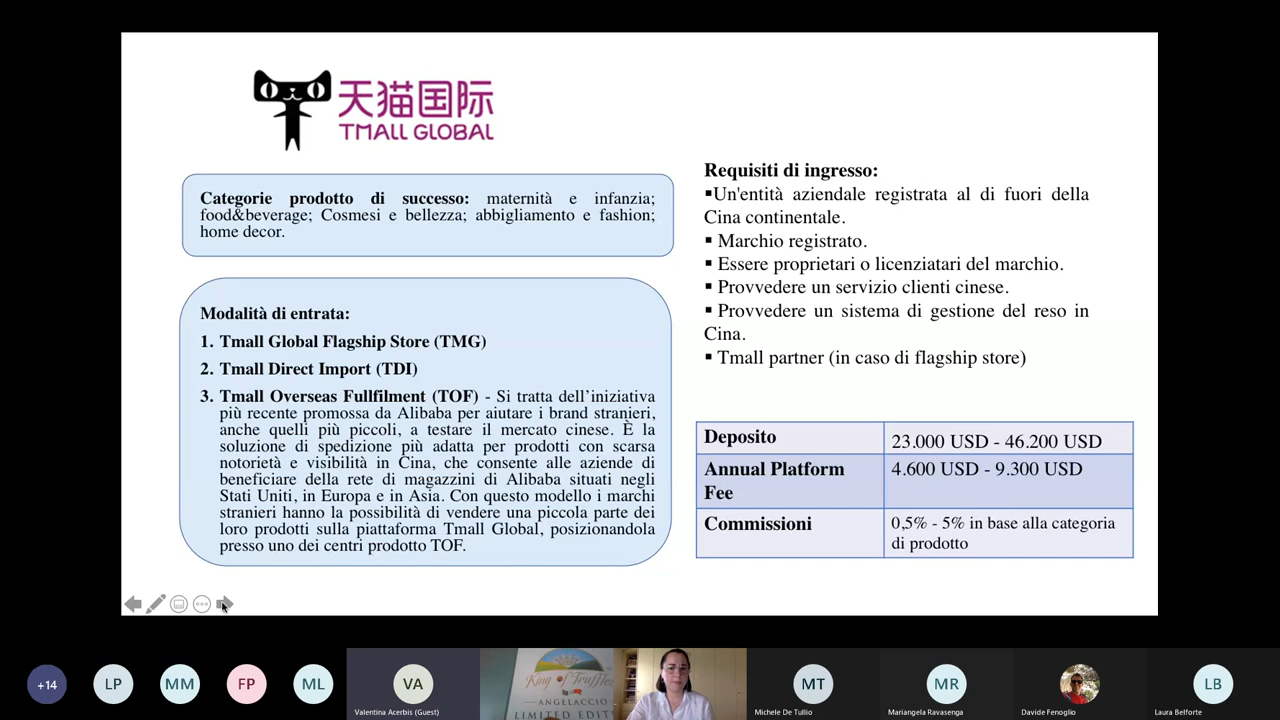 天猫国际
TMALL GLOBAL
Categorie prodotto di successo: maternità e infanzia;
food&beverage; Cosmesi e bellezza; abbigliamento e fashion;
home decor.
Modalità di entrata:
1. Tmall Global Flagship Store (TMG)
2. Tmall Direct Import (TDI)
3. Tmall Overseas Fullfilment (TOF) - Si tratta dell'iniziativa
più recente promossa da Alibaba per aiutare i brand stranieri,
anche quelli più piccoli, a testare il mercato cinese. È la
soluzione di spedizione più adatta per prodotti con scarsa
notorietà e visibilità in Cina, che consente alle aziende di
beneficiare della rete di magazzini di Alibaba situati negli
Stati Uniti, in Europa e in Asia. Con questo modello i marchi
stranieri hanno la possibilità di vendere una piccola parte dei
loro prodotti sulla piattaforma Tmall Global, posizionandola
presso uno dei centri prodotto TOF.
Requisiti di ingresso:
▪Un'entità aziendale registrata al di fuori della
Cina continentale.
▪ Marchio registrato.
▪ Essere proprietari o licenziatari del marchio.
▪ Provvedere un servizio clienti cinese.
▪ Provvedere un sistema di gestione del reso in
Cina.
▪ Tmall partner (in caso di flagship store)
Deposito
23.000 USD - 46.200 USD
Annual Platform
Fee
4.600 USD - 9.300 USD
Commissioni
0,5% - 5% in base alla categoria
di prodotto
+14
LP
MM
FP
ML
VA
Valentina Acerbis (Guest)
King of Truffles
ANGELACCIO
LIMITED EDIT
MT
Michele De Tullio
MR
Mariangela Ravasenga
Davide Fenoglio
LB
Laura Belforte